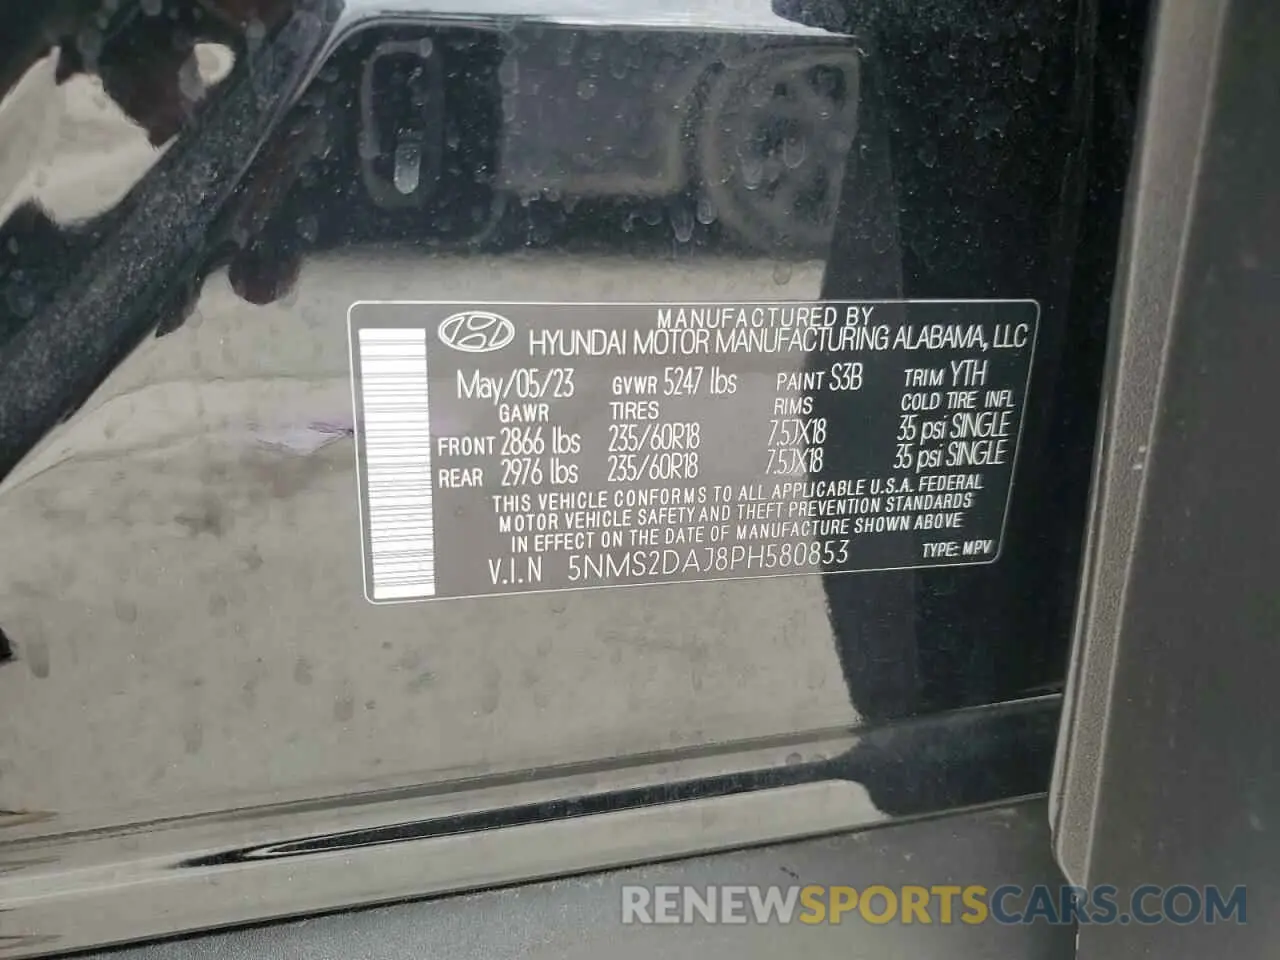 MANUFACTURED BY
HYUNDAI MOTOR MANUFACTURING ALABAMA, LLC
May/05/23 GVWR 5247 lbs PAINT S3B TRIM YTH
GAWR TIRES RIMS COLD TIRE INFL
FRONT 2866 lbs 235/60R18 7.5JX18 35 psi SINGLE
REAR 2976 lbs 235/60R18 7.5JX18 35 psi SINGLE
THIS VEHICLE CONFORMS TO ALL APPLICABLE U.S.A. FEDERAL
MOTOR VEHICLE SAFETY AND THEFT PREVENTION STANDARDS
IN EFFECT ON THE DATE OF MANUFACTURE SHOWN ABOVE
V.I.N 5NMS2DAJ8PH580853 TYPE: MPV
RENEWSPORTSCARS.COM